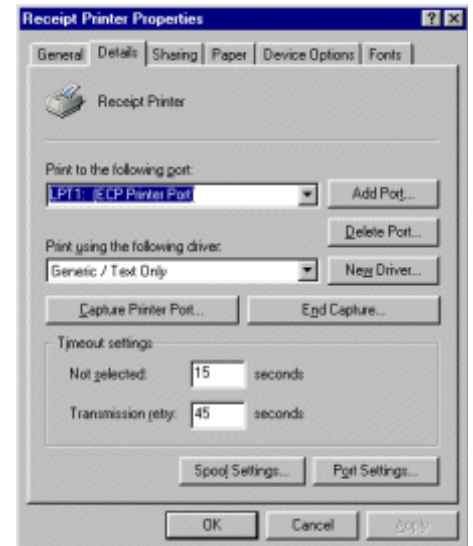 Receipt Printer Properties
General Details Sharing Paper Device Options Fonts
Receipt Printer
Print to the following port:
LPT1: (ECP Printer Port) Add Port...
Delete Port...
Print using the following driver:
Generic / Text Only New Driver...
Capture Printer Port... End Capture...
Timeout settings
Not selected: 15 seconds
Transmission retry: 45 seconds
Spool Settings... Port Settings...
OK Cancel Apply